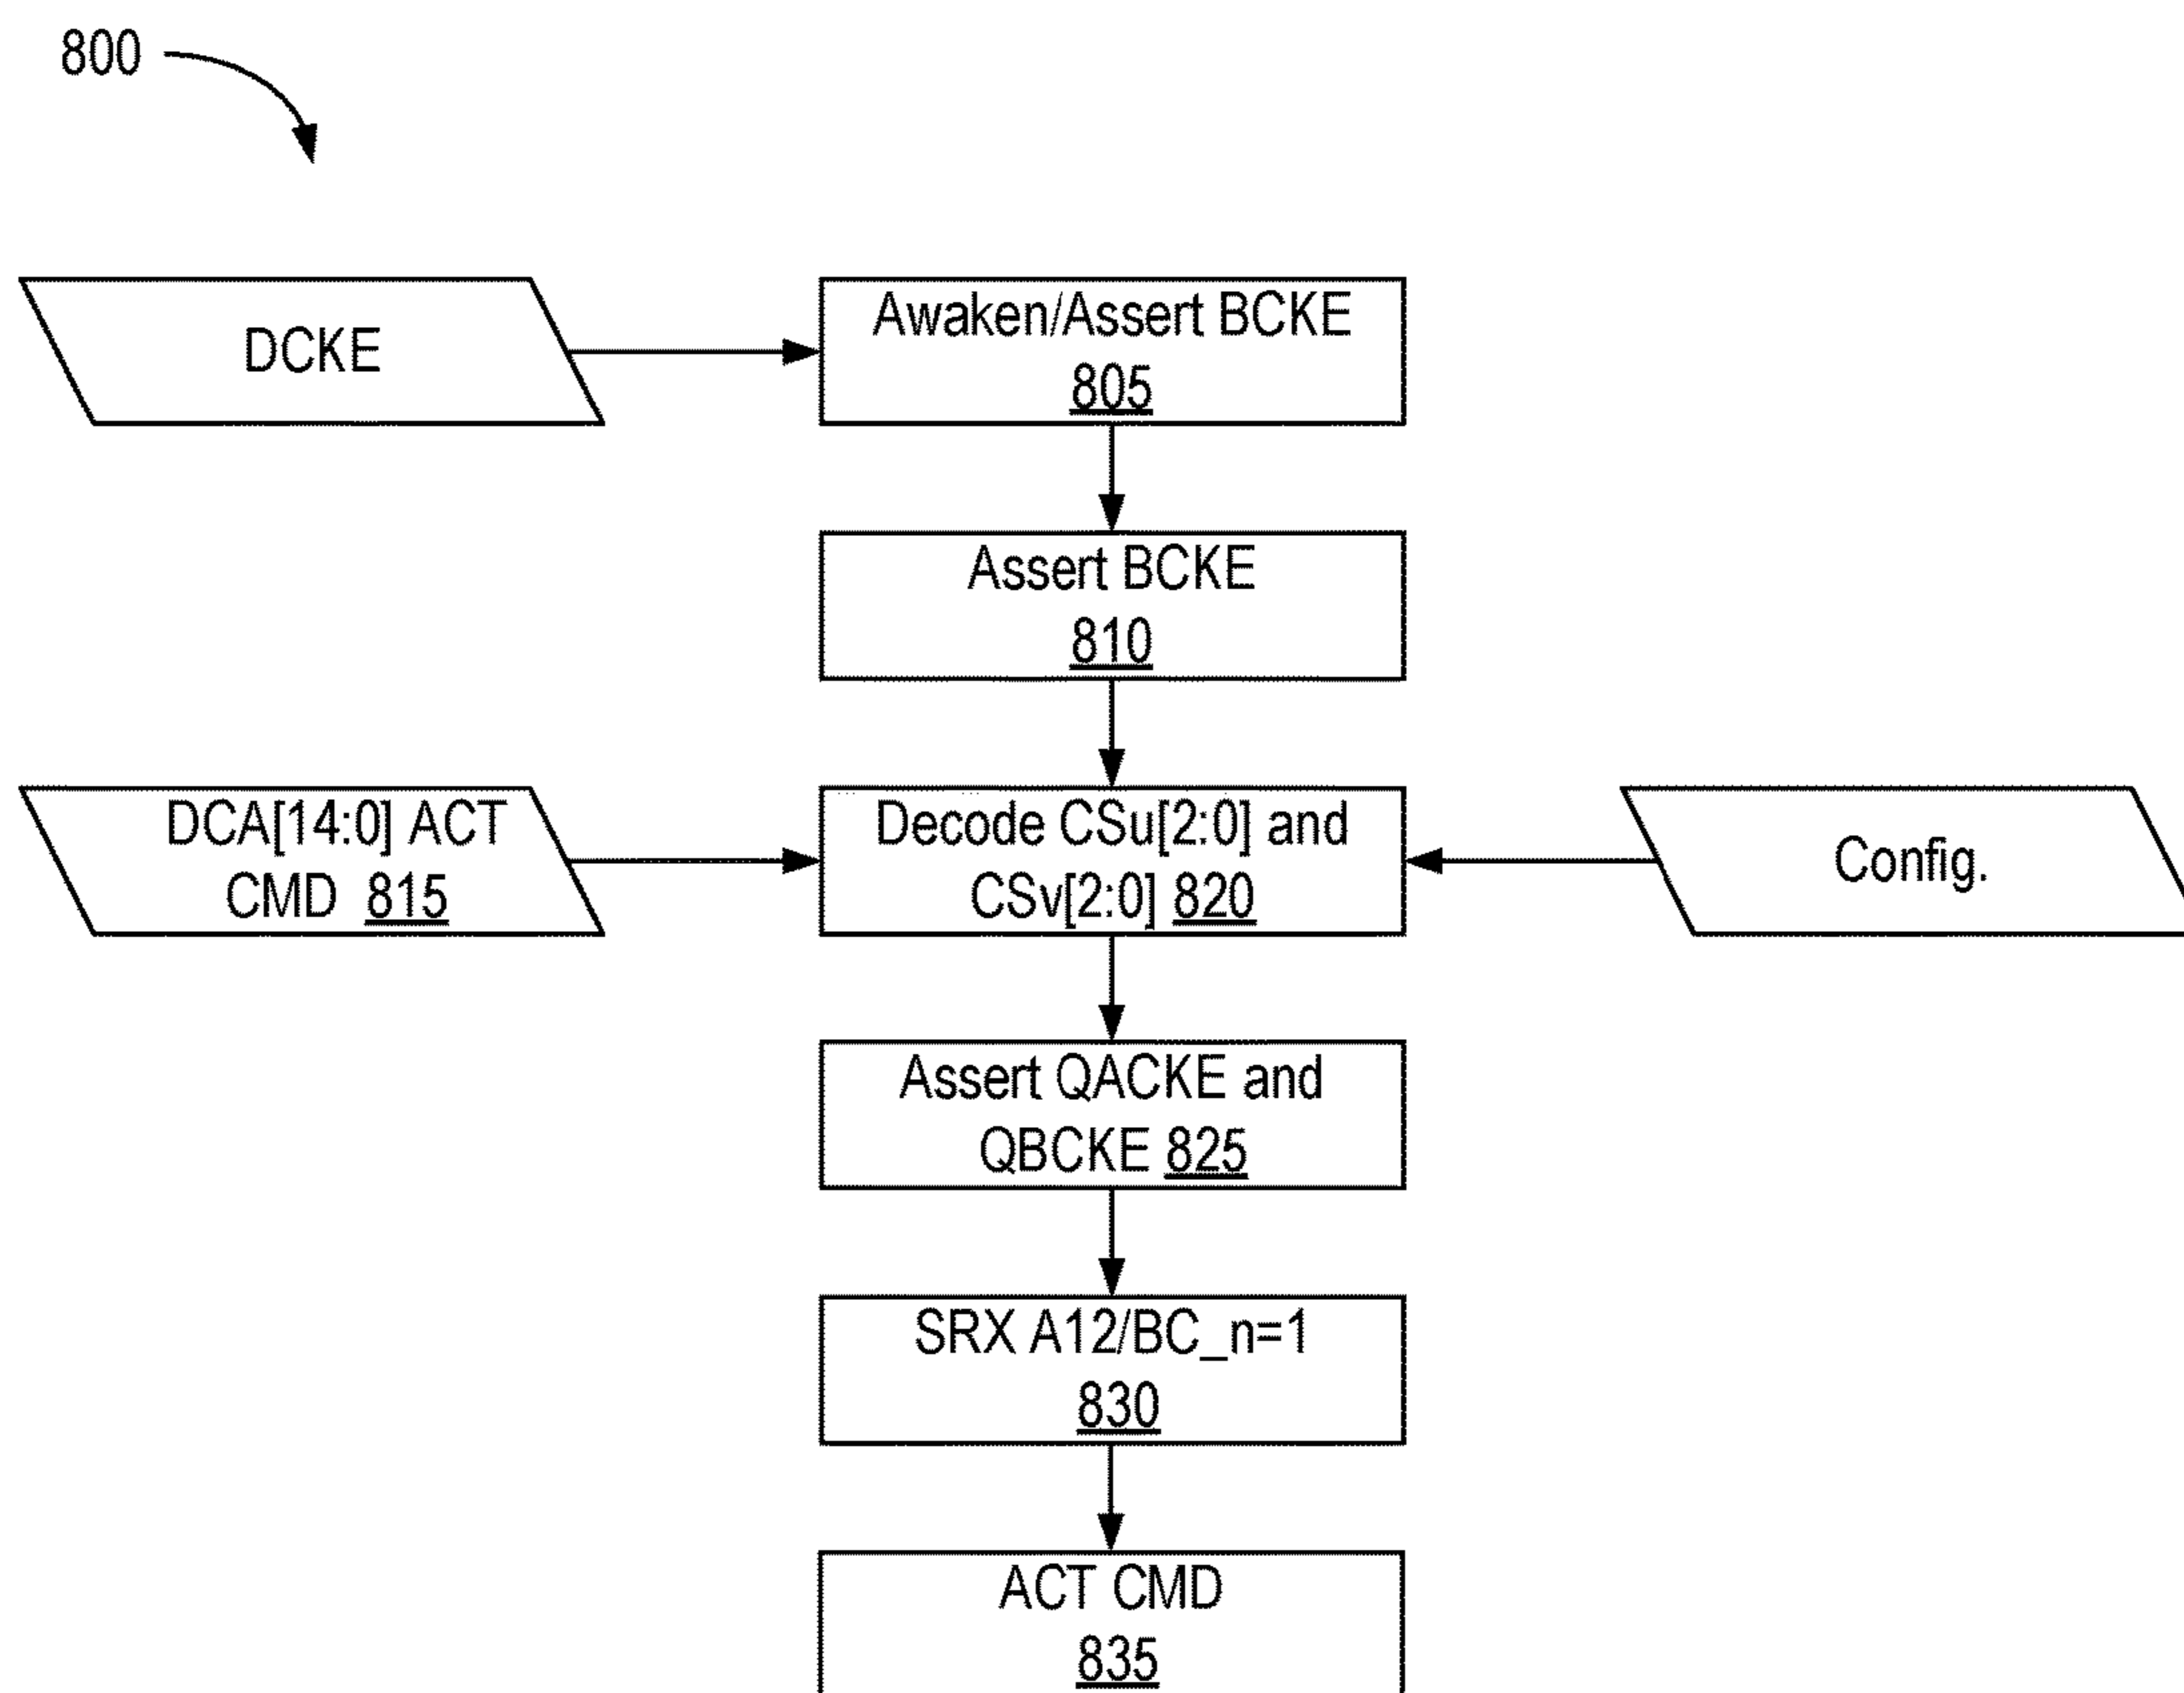 800
DCKE
Awaken/Assert BCKE
805
Assert BCKE
810
DCA[14:0] ACT
CMD 815
Decode CSu[2:0] and
CSv[2:0] 820
Config.
Assert QACKE and
QBCKE 825
SRX A12/BC_n=1
830
ACT CMD
835